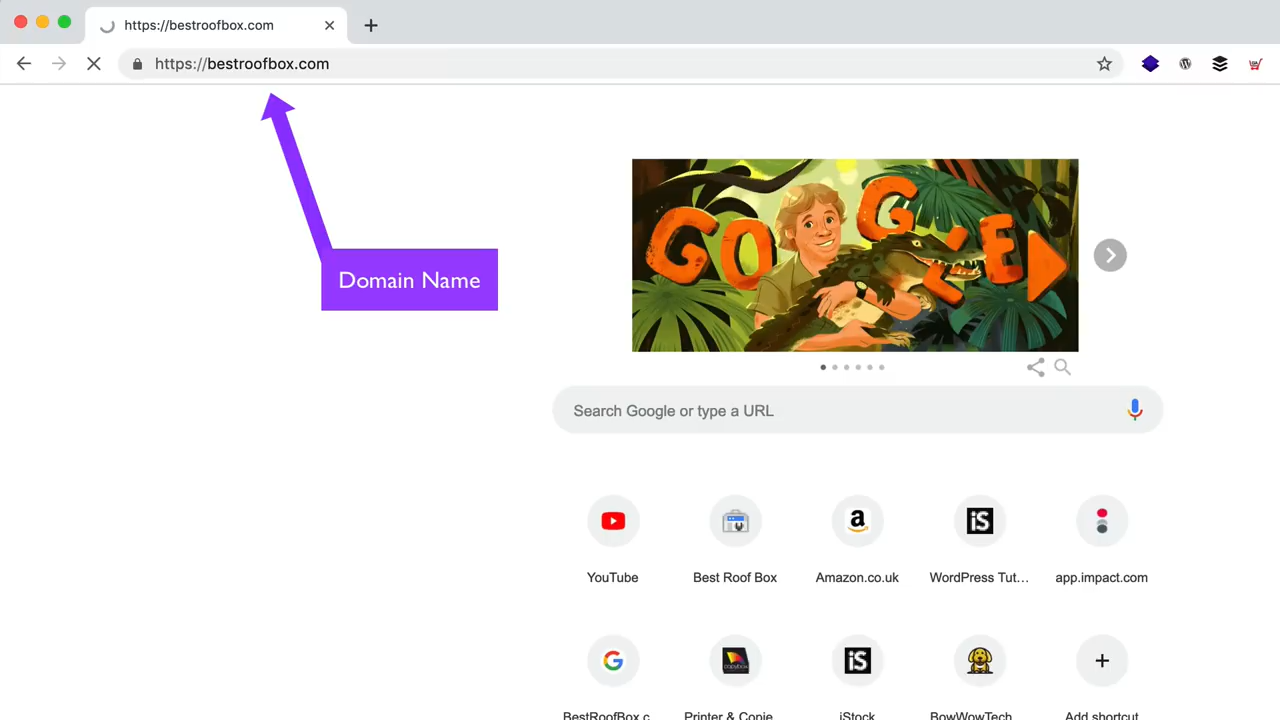 https://bestroofbox.com
https://bestroofbox.com
Domain Name
GOOGLE
Search Google or type a URL
YouTube
Best Roof Box
Amazon.co.uk
WordPress Tut...
app.impact.com
BestRoofBox.c
Printer & Copie
iStock
BowWowTech
Add shortcut